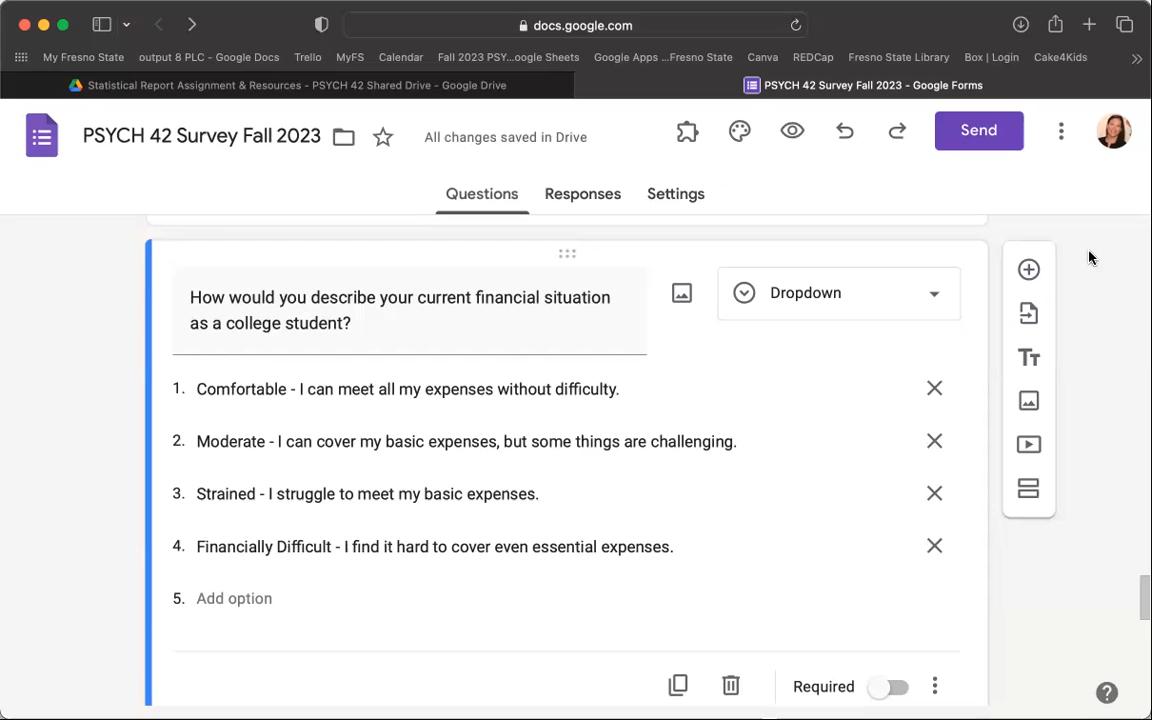 docs.google.com
My Fresno State output 8 PLC - Google Docs Trello MyFS Calendar Fall 2023 PSY...oogle Sheets Google Apps ...Fresno State Canva REDCap Fresno State Library Box | Login Cake4Kids
Statistical Report Assignment & Resources - PSYCH 42 Shared Drive - Google Drive
PSYCH 42 Survey Fall 2023 - Google Forms
PSYCH 42 Survey Fall 2023 All changes saved in Drive Send
Questions Responses Settings
How would you describe your current financial situation
as a college student?
Dropdown
1. Comfortable - I can meet all my expenses without difficulty.
2. Moderate - I can cover my basic expenses, but some things are challenging.
3. Strained - I struggle to meet my basic expenses.
4. Financially Difficult - I find it hard to cover even essential expenses.
5. Add option
Required